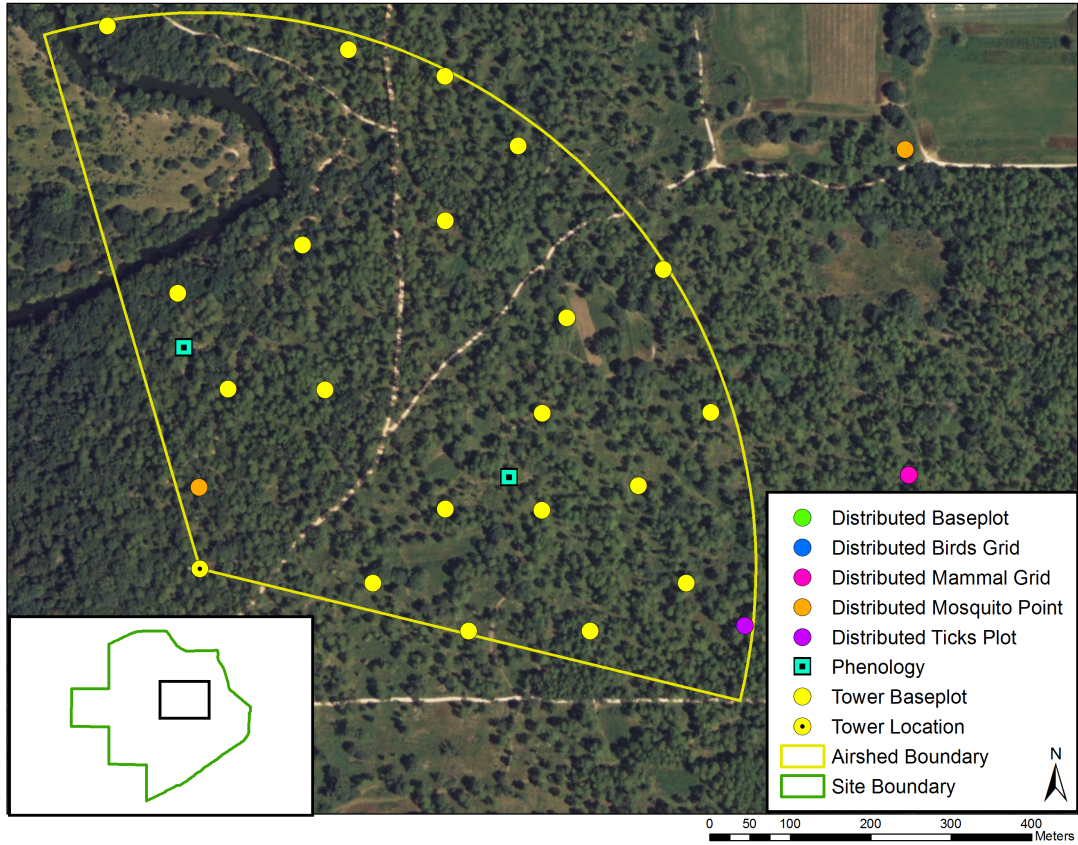 Distributed Baseplot
Distributed Birds Grid
Distributed Mammal Grid
Distributed Mosquito Point
Distributed Ticks Plot
Phenology
Tower Baseplot
Tower Location
Airshed Boundary
Site Boundary
N
0 50 100 200 300 400
Meters